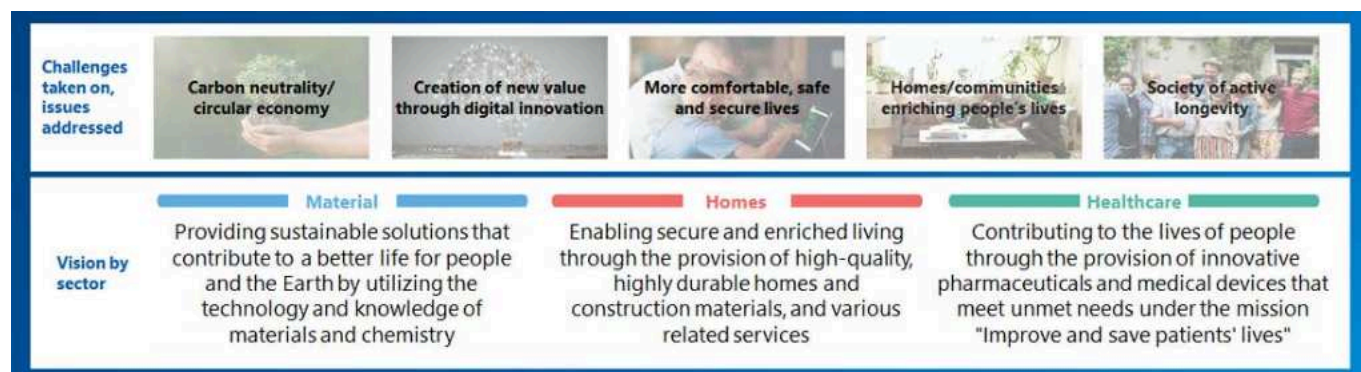 Challenges
taken on,
issues
addressed
Carbon neutrality/
circular economy
Creation of new value
through digital innovation
More comfortable, safe
and secure lives
Homes/communities
enriching people's lives
Society of active
longevity
Vision by
sector
Material
Providing sustainable solutions that
contribute to a better life for people
and the Earth by utilizing the
technology and knowledge of
materials and chemistry
Homes
Enabling secure and enriched living
through the provision of high-quality,
highly durable homes and
construction materials, and various
related services
Healthcare
Contributing to the lives of people
through the provision of innovative
pharmaceuticals and medical devices that
meet unmet needs under the mission
"Improve and save patients' lives"